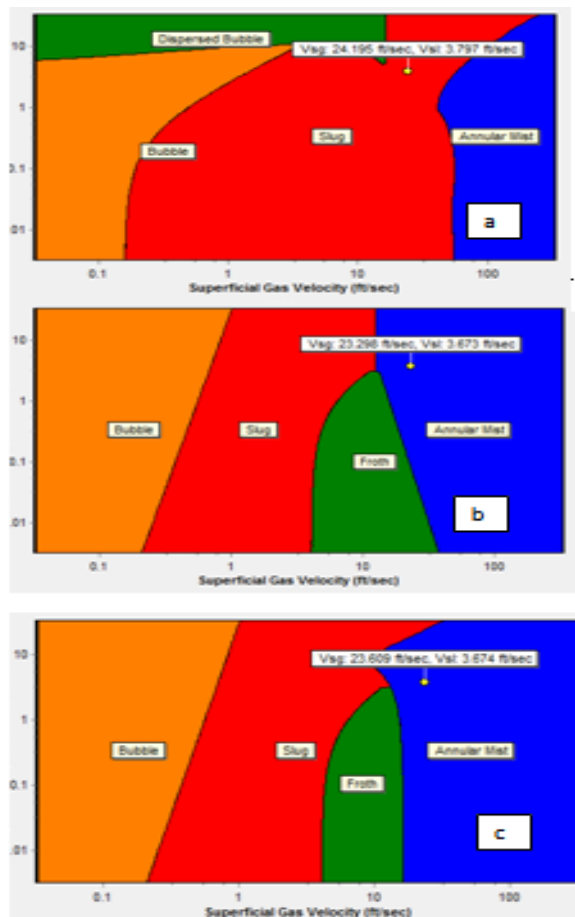 10
Dispersed Bubble
Vsg: 24.195 ft/sec, Vsl: 3.797 ft/sec
1
Bubble
Slug
Annular Mist
0.1
.01
a
0.1 1 10 100
Superficial Gas Velocity (ft/sec)
10
Vsg: 23.298 ft/sec, Vsl: 3.673 ft/sec
1
Bubble
Slug
Annular Mist
0.1
Froth
.01
b
0.1 1 10 100
Superficial Gas Velocity (ft/sec)
10
Vsg: 23.609 ft/sec, Vsl: 3.674 ft/sec
1
Bubble
Slug
Annular Mist
0.1
Froth
.01
c
0.1 1 10 100
Superficial Gas Velocity (ft/sec)